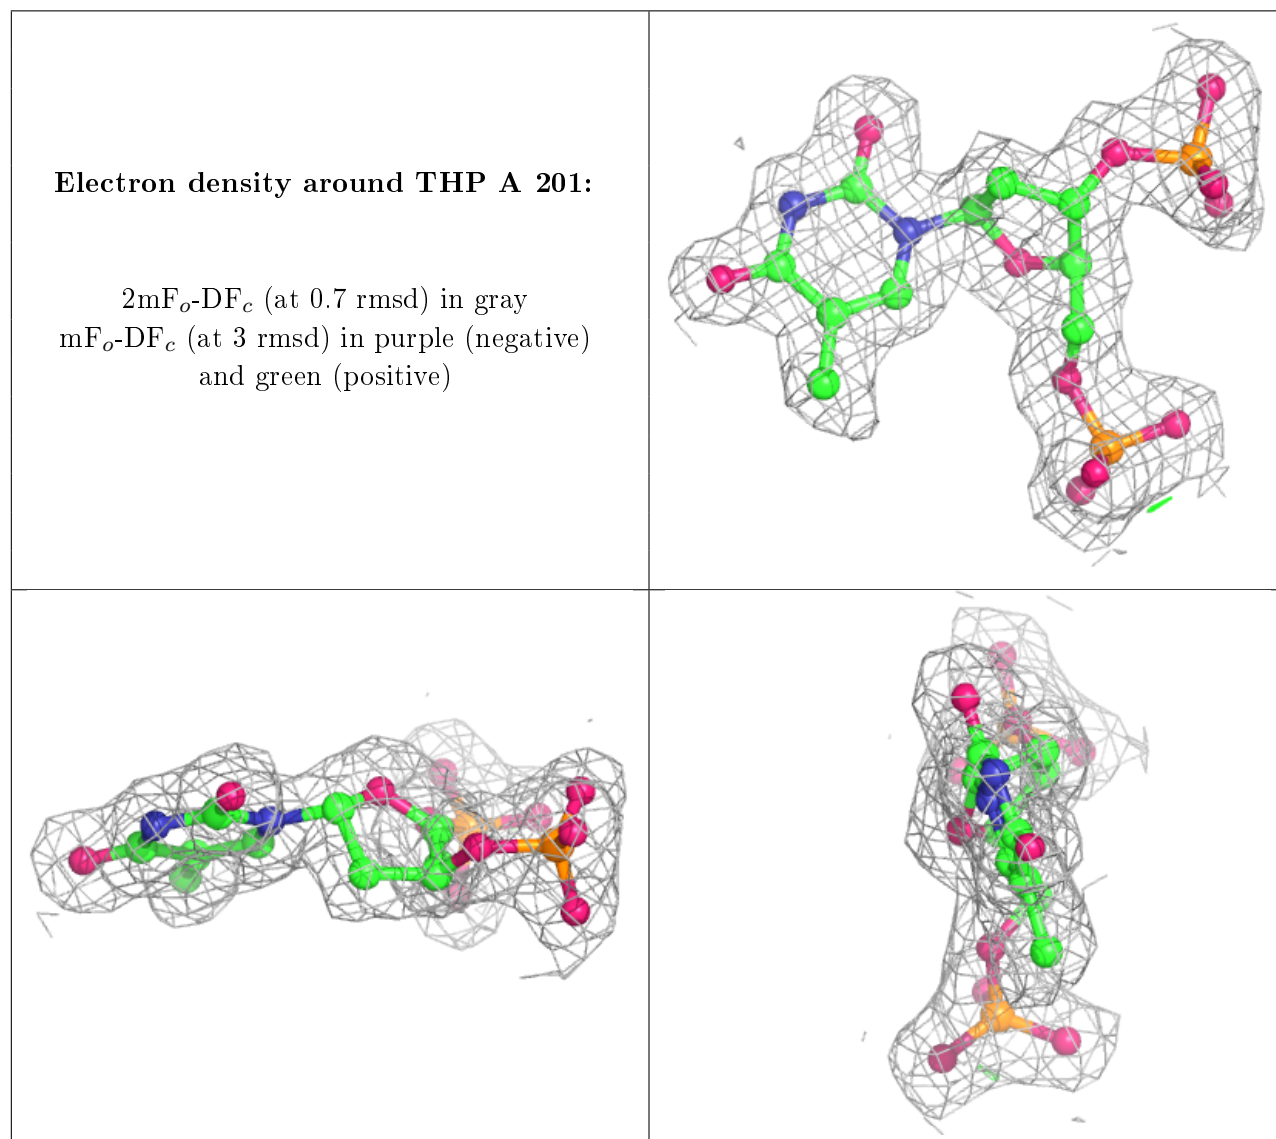 Electron density around THP A 201:
2mFₒ-DF𝒸 (at 0.7 rmsd) in gray
mFₒ-DF𝒸 (at 3 rmsd) in purple (negative)
and green (positive)